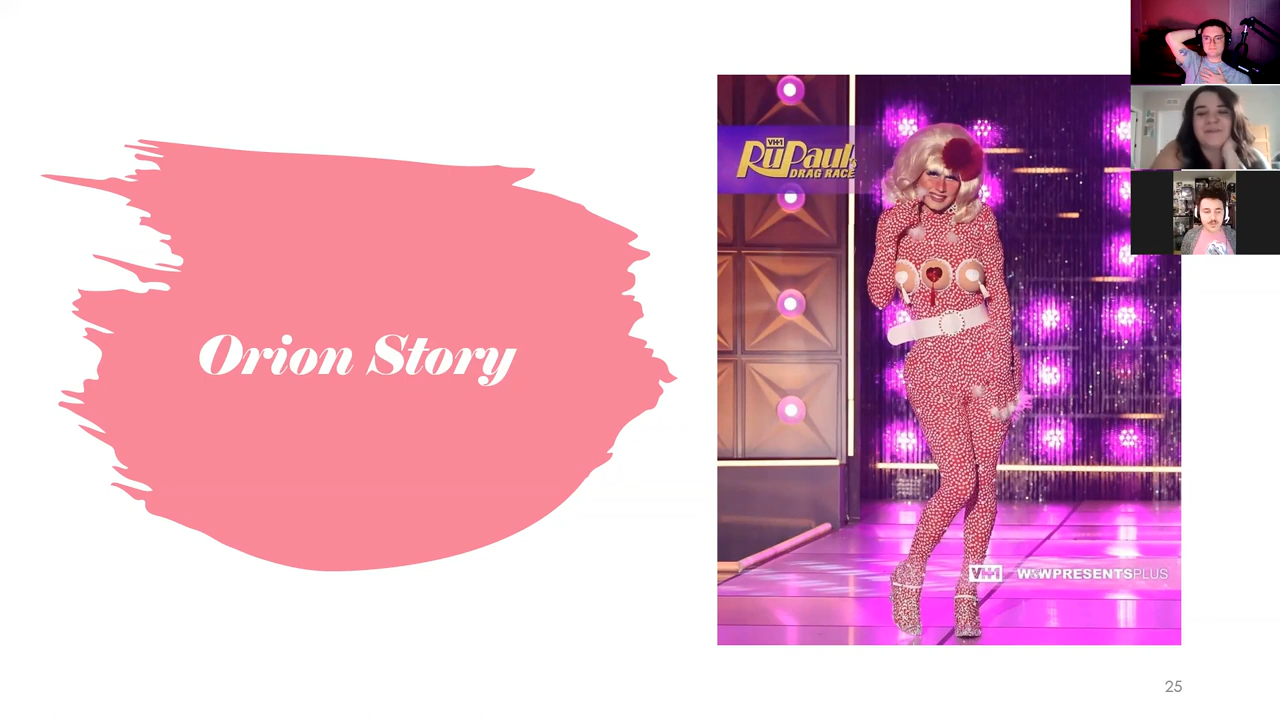 Orion Story
VH1
RuPaul's
DRAG RACE
VH1 WOWPRESENTSPLUS
25